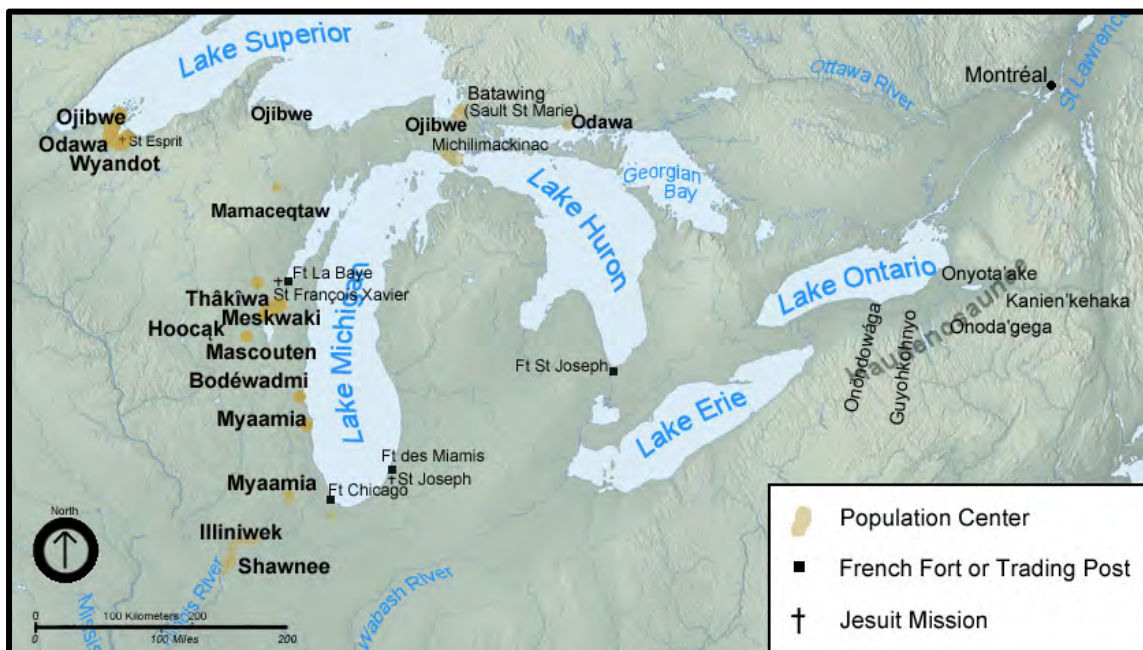 Lake Superior
Ottawa River
Montréal
St Lawrence
Ojibwe
Odawa
St Esprit
Wyandot
Ojibwe
Batawing
(Sault St Marie)
Ojibwe
Odawa
Michilimackinac
Georgian
Bay
Mamaceqtaw
Lake Huron
Lake Michigan
Lake Ontario
Ft La Baye
St François Xavier
Thâkîwa
Meskwaki
Hoocąk
Mascouten
Bodéwadmi
Myaamia
Onyota'ake
Kanien'kehaka
Onoda'gega
Haudenosaunee
Onöndowága
Guyohkohnyo
Ft St Joseph
Lake Erie
Ft des Miamis
St Joseph
Myaamia
Ft Chicago
Illiniwek
Shawnee
Wabash River
River
North
0 100 Kilometers 200
0 100 Miles 200
Population Center
French Fort or Trading Post
Jesuit Mission